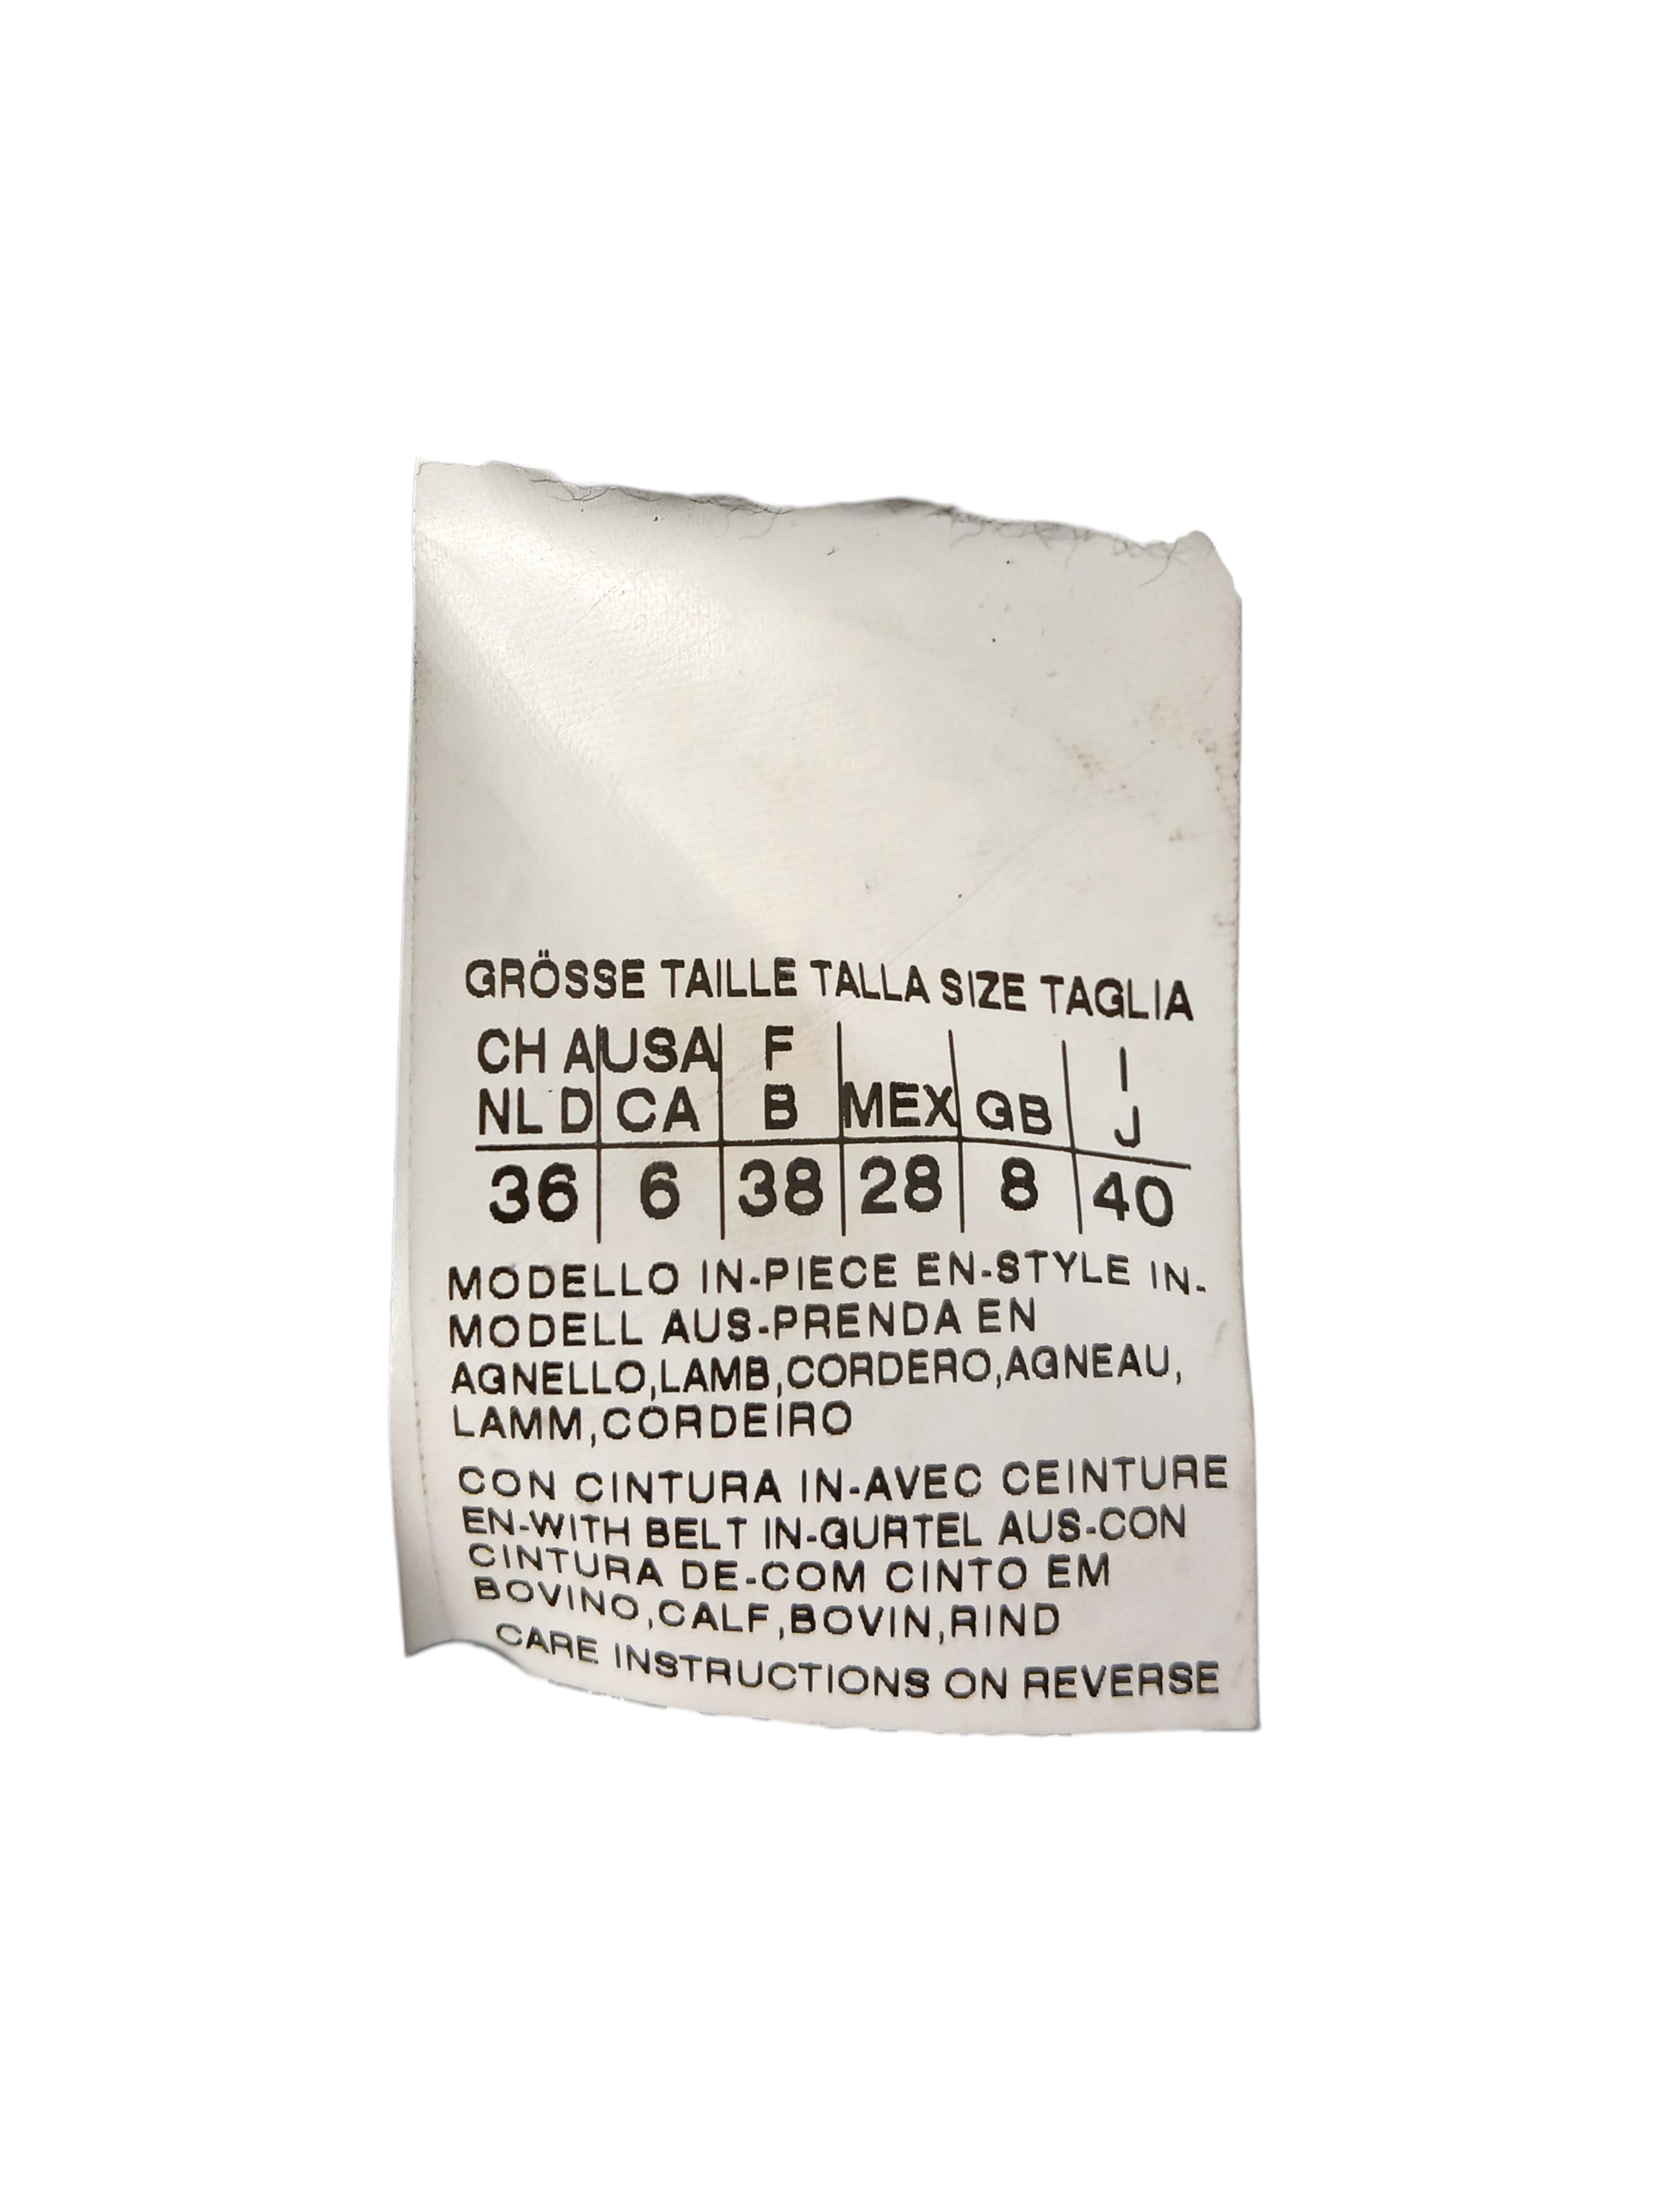 GRÖSSE TAILLE TALLA SIZE TAGLIA
CH A USA F I
NL D CA B MEX GB J
36 6 38 28 8 40
MODELLO IN-PIECE EN-STYLE IN-
MODELL AUS-PRENDA EN
AGNELLO,LAMB,CORDERO,AGNEAU,
LAMM,CORDEIRO
CON CINTURA IN-AVEC CEINTURE
EN-WITH BELT IN-GURTEL AUS-CON
CINTURA DE-COM CINTO EM
BOVINO,CALF,BOVIN,RIND
CARE INSTRUCTIONS ON REVERSE